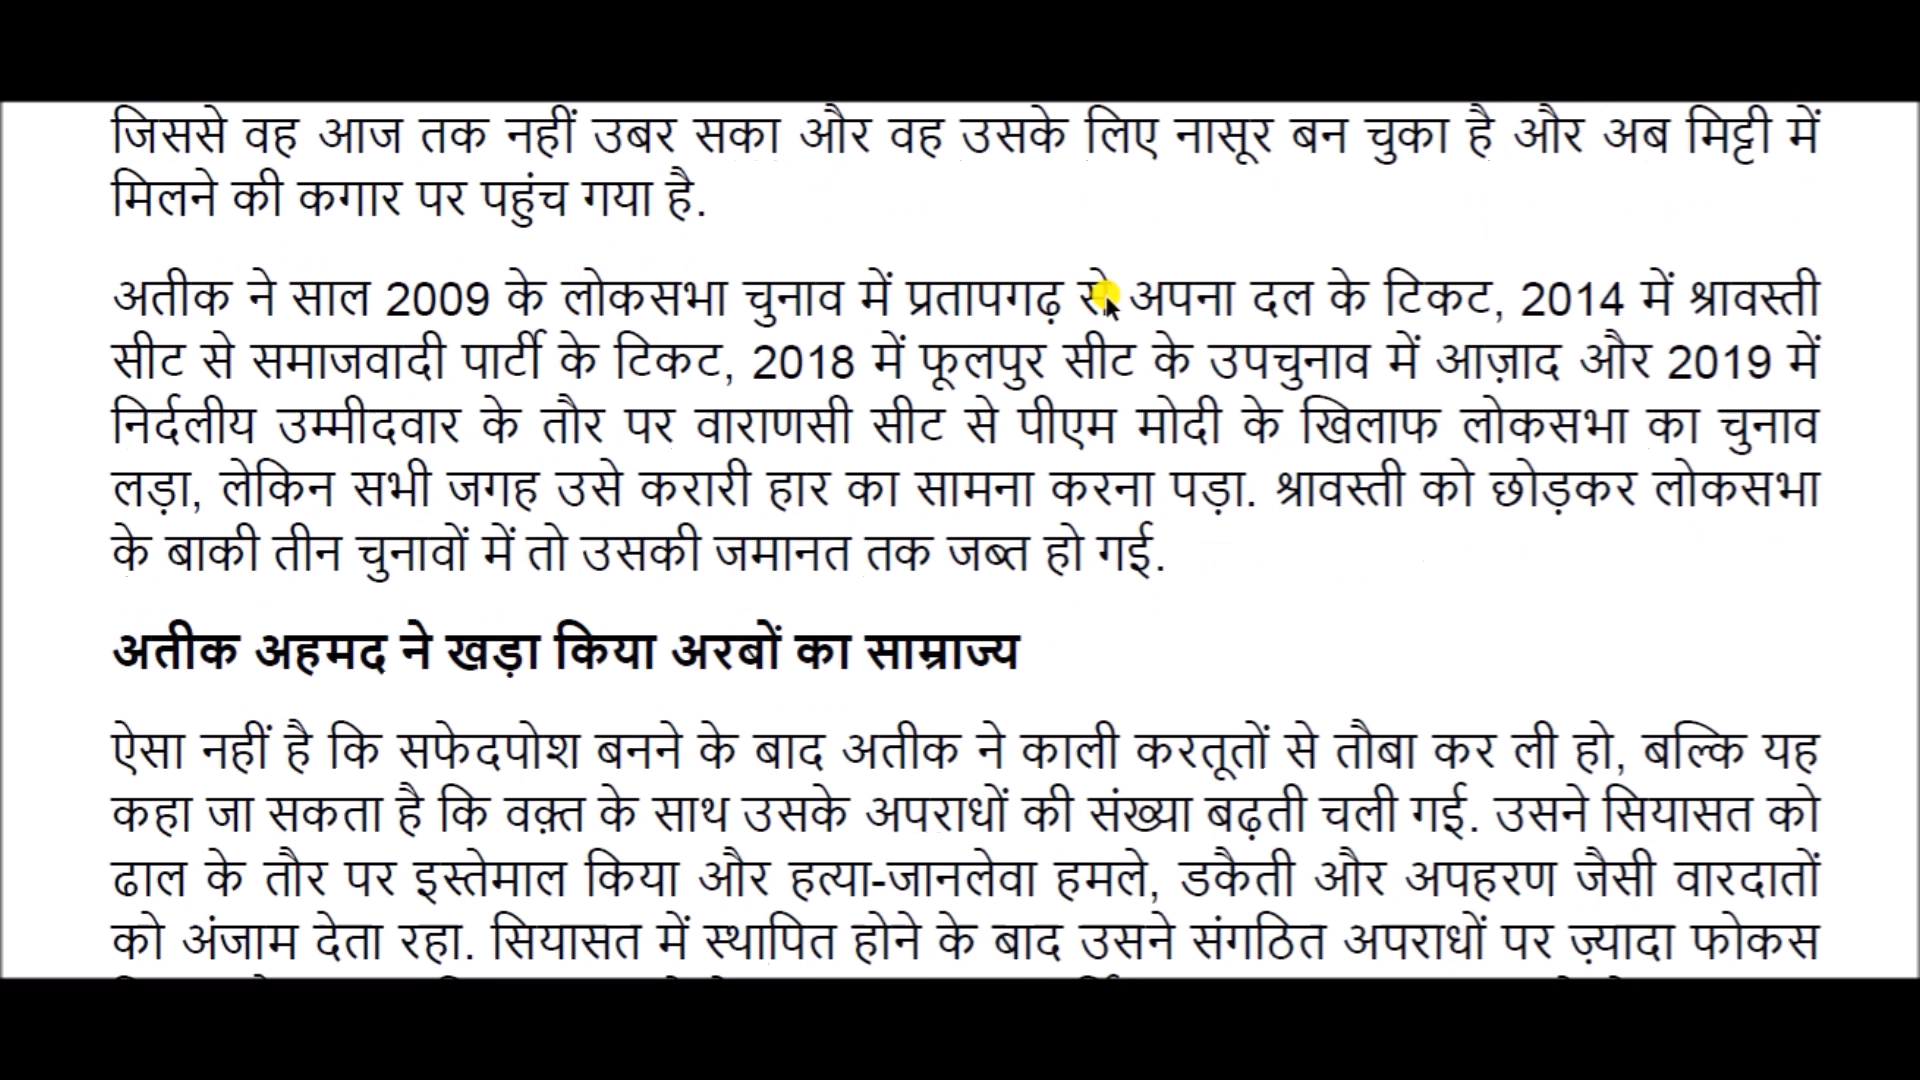 जिससे वह आज तक नहीं उबर सका और वह उसके लिए नासूर बन चुका है और अब मिट्टी में
मिलने की कगार पर पहुंच गया है.
अतीक ने साल 2009 के लोकसभा चुनाव में प्रतापगढ़ से अपना दल के टिकट, 2014 में श्रावस्ती
सीट से समाजवादी पार्टी के टिकट, 2018 में फूलपुर सीट के उपचुनाव में आज़ाद और 2019 में
निर्दलीय उम्मीदवार के तौर पर वाराणसी सीट से पीएम मोदी के खिलाफ लोकसभा का चुनाव
लड़ा, लेकिन सभी जगह उसे करारी हार का सामना करना पड़ा. श्रावस्ती को छोड़कर लोकसभा
के बाकी तीन चुनावों में तो उसकी जमानत तक जब्त हो गई.
अतीक अहमद ने खड़ा किया अरबों का साम्राज्य
ऐसा नहीं है कि सफेदपोश बनने के बाद अतीक ने काली करतूतों से तौबा कर ली हो, बल्कि यह
कहा जा सकता है कि वक़्त के साथ उसके अपराधों की संख्या बढ़ती चली गई. उसने सियासत को
ढाल के तौर पर इस्तेमाल किया और हत्या-जानलेवा हमले, डकैती और अपहरण जैसी वारदातों
को अंजाम देता रहा. सियासत में स्थापित होने के बाद उसने संगठित अपराधों पर ज़्यादा फोकस